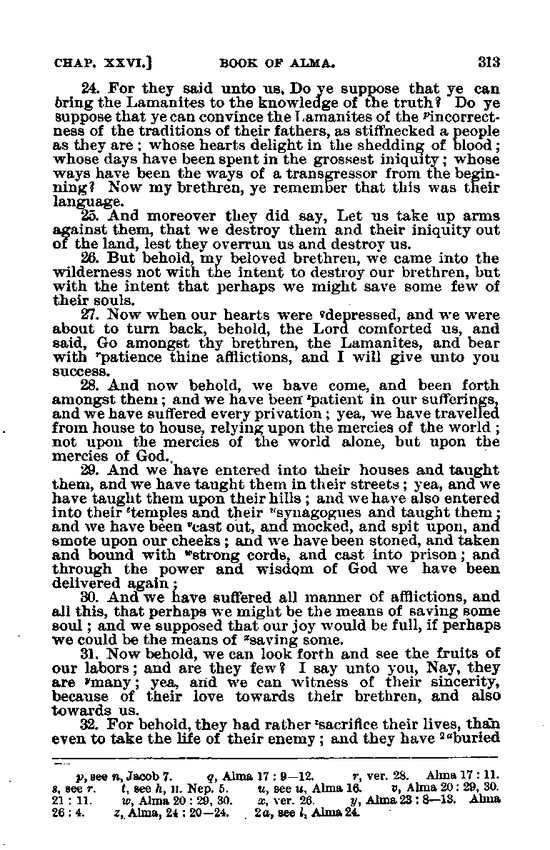 CHAP. XXVI.] BOOK OF ALMA. 313
24. For they said unto us, Do ye suppose that ye can
bring the Lamanites to the knowledge of the truth? Do ye
suppose that ye can convince the Lamanites of the ᵖincorrect-
ness of the traditions of their fathers, as stiffnecked a people
as they are; whose hearts delight in the shedding of blood;
whose days have been spent in the grossest iniquity; whose
ways have been the ways of a transgressor from the begin-
ning? Now my brethren, ye remember that this was their
language.
25. And moreover they did say, Let us take up arms
against them, that we destroy them and their iniquity out
of the land, lest they overrun us and destroy us.
26. But behold, my beloved brethren, we came into the
wilderness not with the intent to destroy our brethren, but
with the intent that perhaps we might save some few of
their souls.
27. Now when our hearts were qdepressed, and we were
about to turn back, behold, the Lord comforted us, and
said, Go amongst thy brethren, the Lamanites, and bear
with ʳpatience thine afflictions, and I will give unto you
success.
28. And now behold, we have come, and been forth
amongst them; and we have been ˢpatient in our sufferings,
and we have suffered every privation; yea, we have travelled
from house to house, relying upon the mercies of the world;
not upon the mercies of the world alone, but upon the
mercies of God.
29. And we have entered into their houses and taught
them, and we have taught them in their streets; yea, and we
have taught them upon their hills; and we have also entered
into their ᵗtemples and their ᵘsynagogues and taught them;
and we have been ᵛcast out, and mocked, and spit upon, and
smote upon our cheeks; and we have been stoned, and taken
and bound with ʷstrong cords, and cast into prison; and
through the power and wisdom of God we have been
delivered again;
30. And we have suffered all manner of afflictions, and
all this, that perhaps we might be the means of saving some
soul; and we supposed that our joy would be full, if perhaps
we could be the means of ˣsaving some.
31. Now behold, we can look forth and see the fruits of
our labors; and are they few? I say unto you, Nay, they
are ʸmany; yea, and we can witness of their sincerity,
because of their love towards their brethren, and also
towards us.
32. For behold, they had rather ᶻsacrifice their lives, than
even to take the life of their enemy; and they have ²ᵃburied
p, see n, Jacob 7. q, Alma 17:9—12. r, ver. 28. Alma 17:11.
s, see r. t, see h, II. Nep. 5. u, see u, Alma 16. v, Alma 20:29, 30.
21:11. w, Alma 20:29, 30. x, ver. 26. y, Alma 23:8—13. Alma
26:4. z, Alma, 24:20—24. 2a, see l, Alma 24.